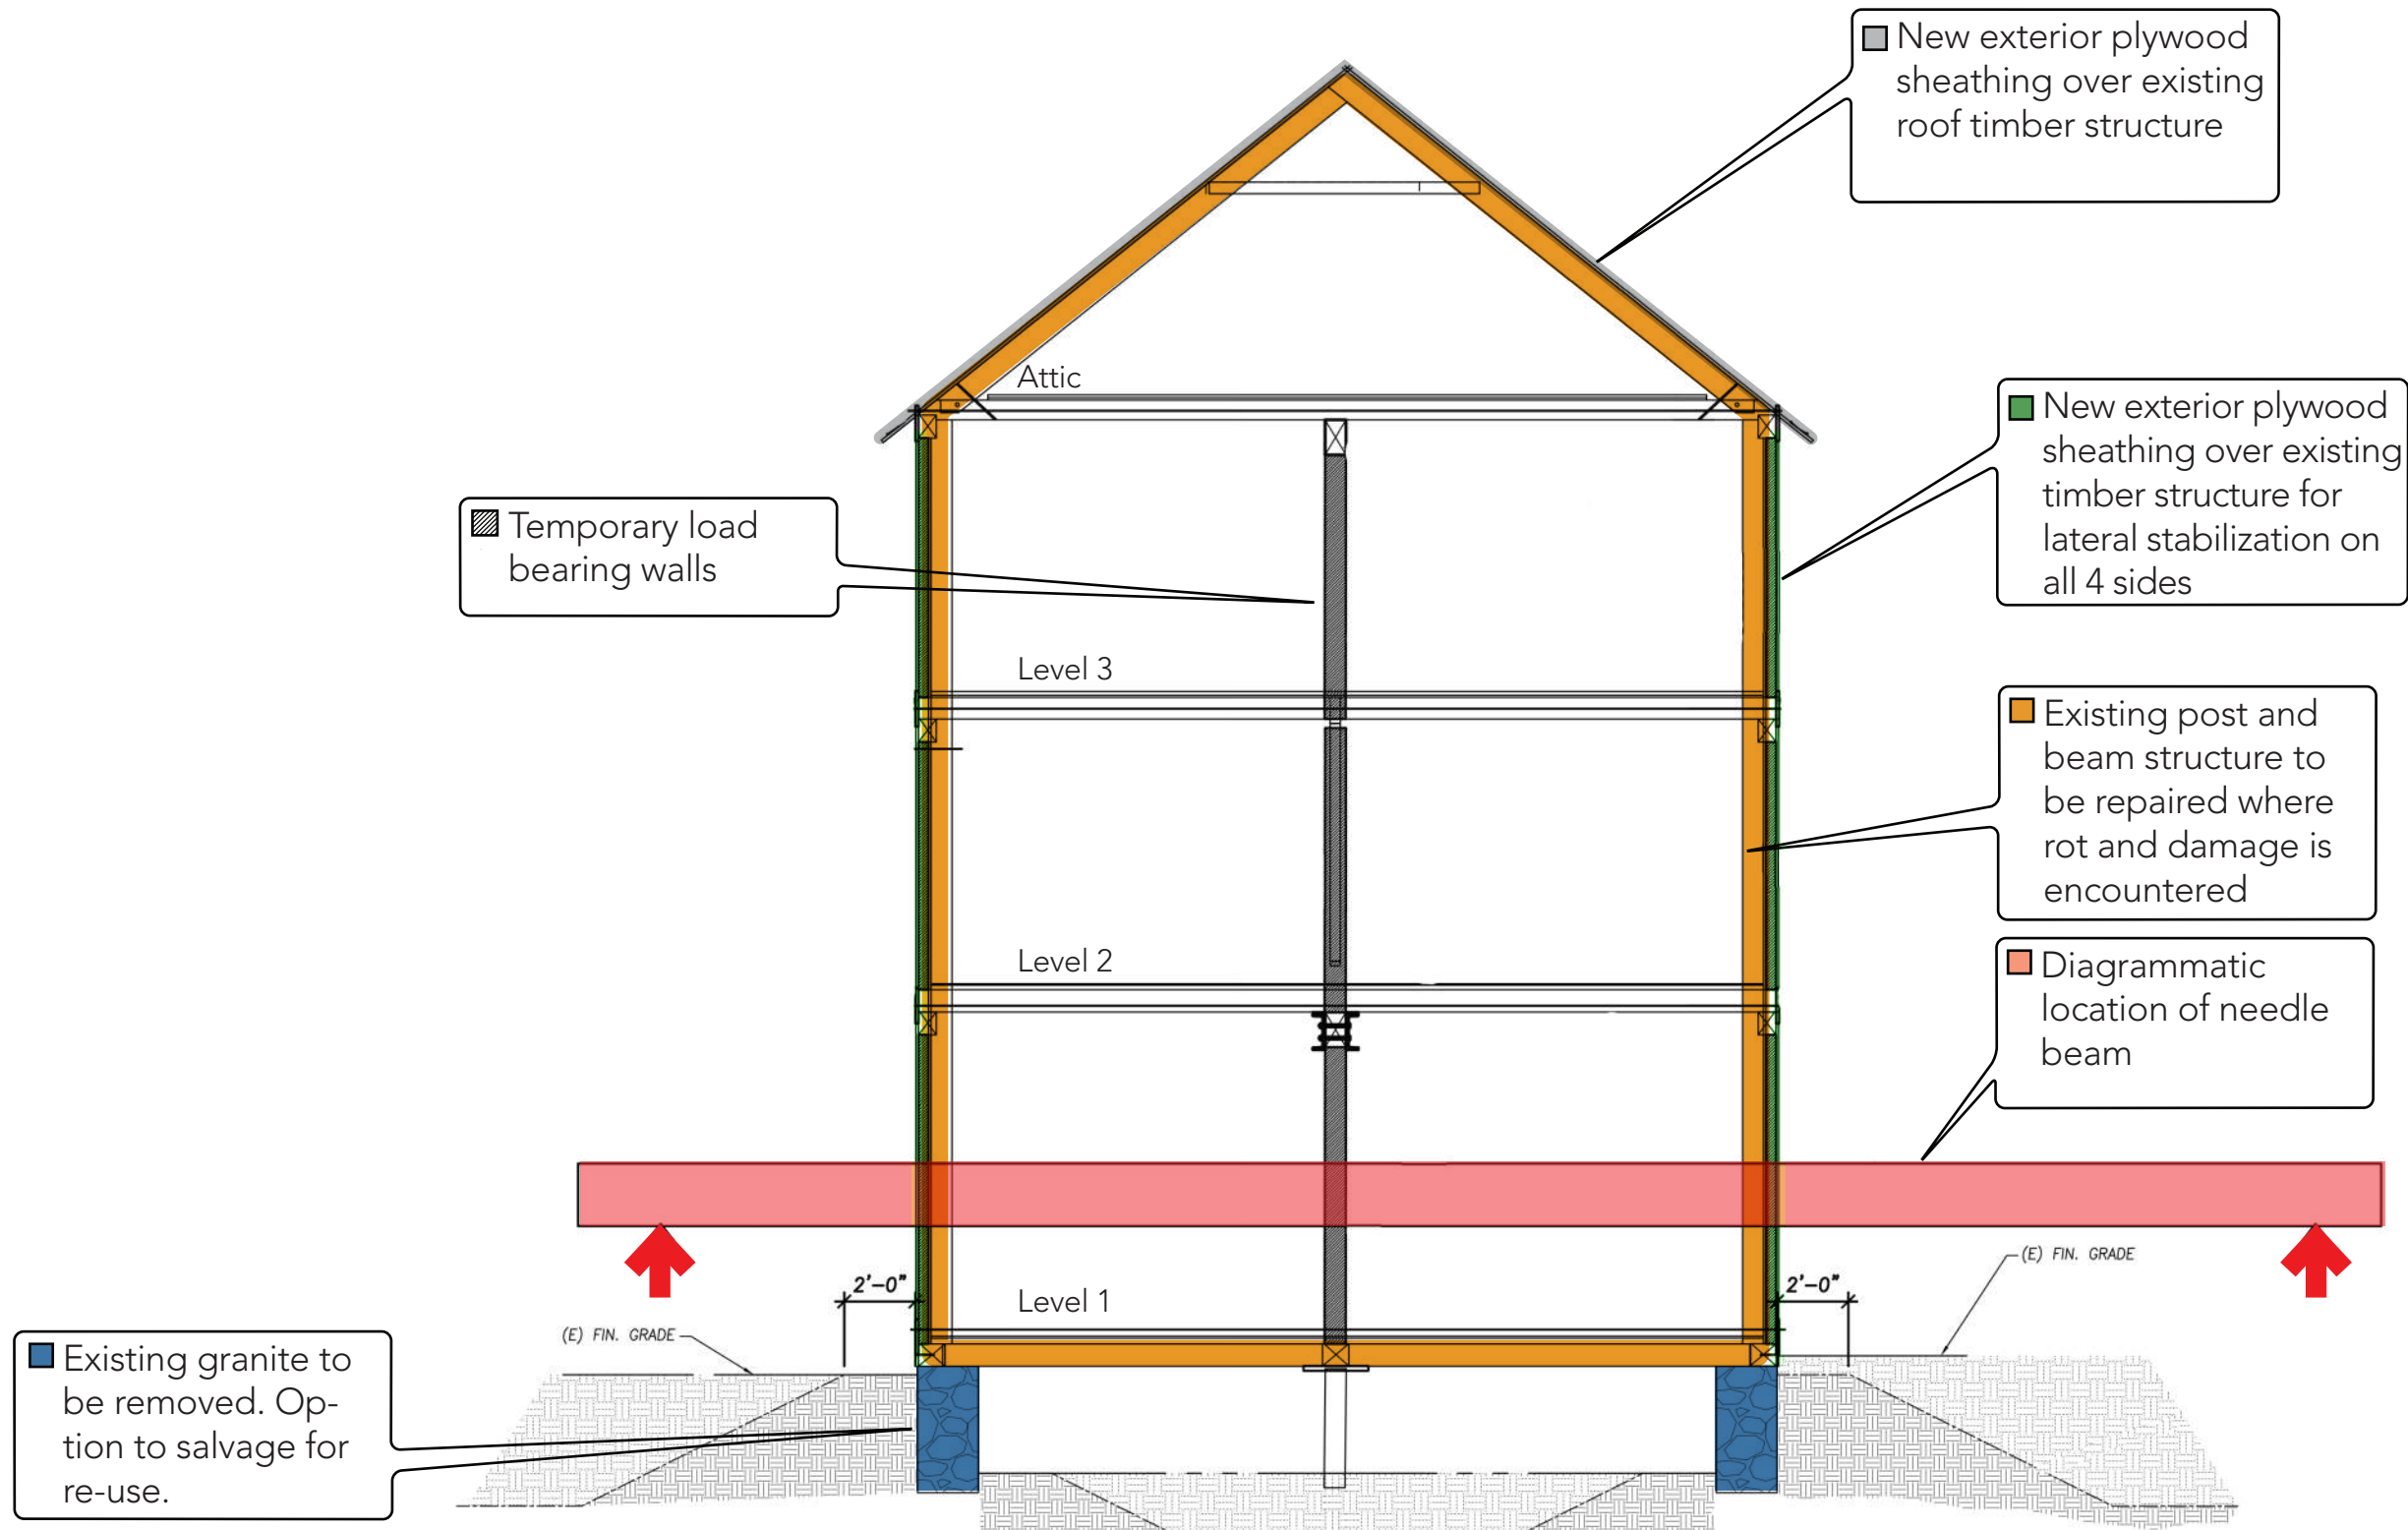 New exterior plywood
sheathing over existing
roof timber structure
Attic
New exterior plywood
sheathing over existing
timber structure for
lateral stabilization on
all 4 sides
Temporary load
bearing walls
Level 3
Existing post and
beam structure to
be repaired where
rot and damage is
encountered
Level 2
Diagrammatic
location of needle
beam
(E) FIN. GRADE
2'-0"
2'-0"
Level 1
(E) FIN. GRADE
Existing granite to
be removed. Op-
tion to salvage for
re-use.